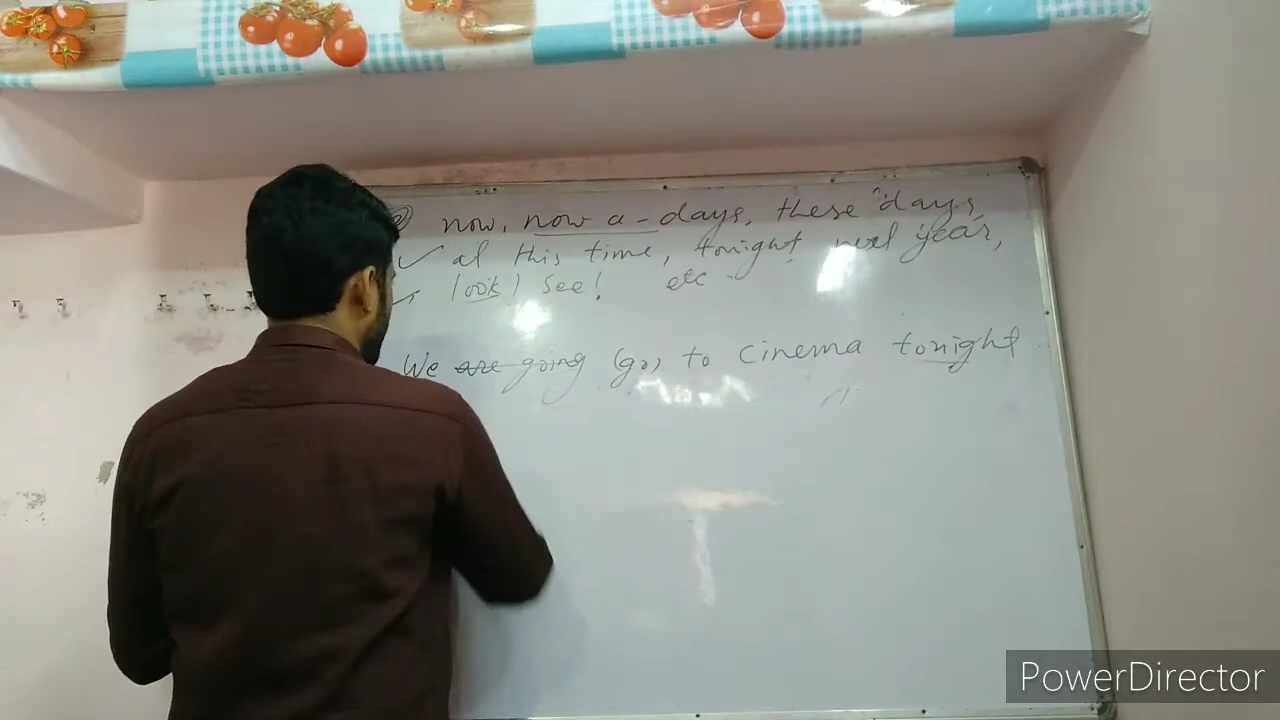 now, now a-days, these days,
at this time, tonight, next year,
look! See! etc
We are going (go) to cinema tonight
PowerDirector